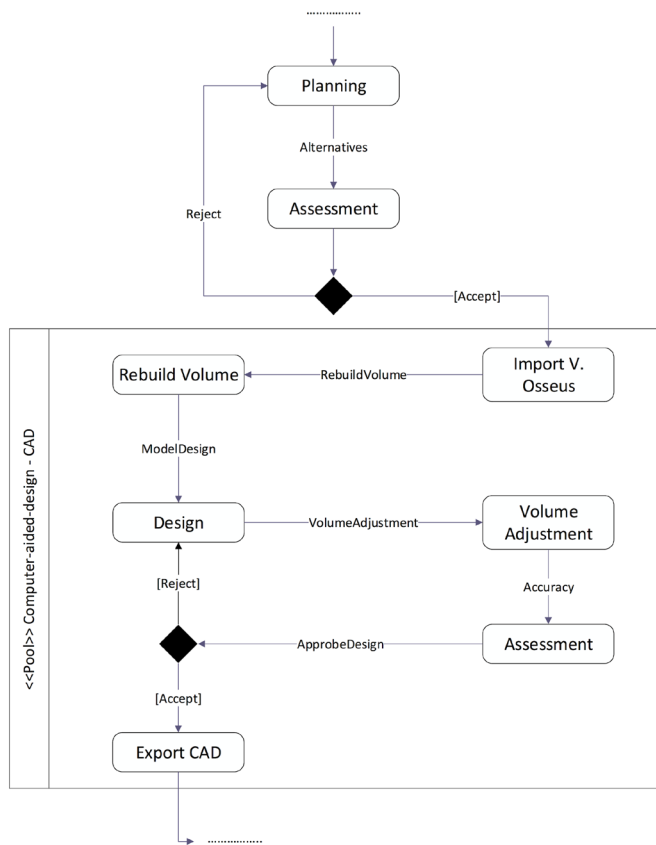 Planning
Alternatives
Assessment
Reject
[Accept]
<<Pool>> Computer-aided-design - CAD
Rebuild Volume
RebuildVolume
Import V.
Osseus
ModelDesign
Design
VolumeAdjustment
Volume
Adjustment
[Reject]
Accuracy
ApprobeDesign
Assessment
[Accept]
Export CAD